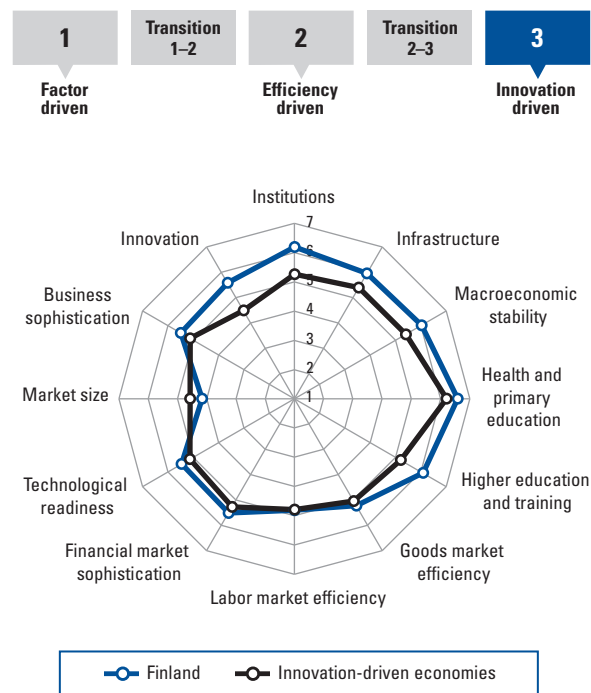 1
Transition
1–2
2
Transition
2–3
3
Factor
driven
Efficiency
driven
Innovation
driven
Institutions
7
Innovation
Infrastructure
6
5
Business
sophistication
Macroeconomic
stability
4
3
2
Market size
1
Health and
primary
education
Technological
readiness
Higher education
and training
Financial market
sophistication
Goods market
efficiency
Labor market efficiency
Finland
Innovation-driven economies